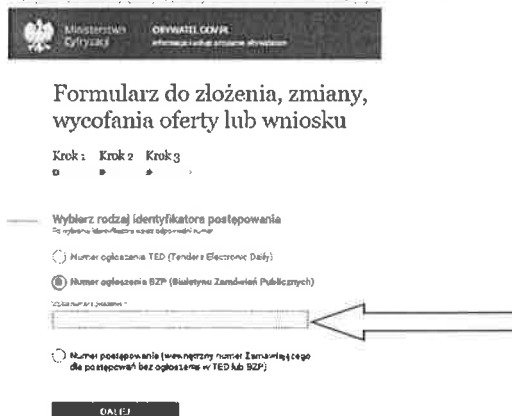 Ministerstwo
Cyfryzacji
OBYWATEL.GOV.PL
Formularz do złożenia, zmiany,
wycofania oferty lub wniosku
Krok 1 Krok 2 Krok 3
Wybierz rodzaj identyfikatora postępowania
Numer ogłoszenia TED (Tenders Electronic Daily)
Numer ogłoszenia BZP (Biuletynu Zamówień Publicznych)
Numer postępowania (wewnętrzny numer Zamawiającego
dla postępowań bez ogłoszenia w TED lub BZP)
DALEJ